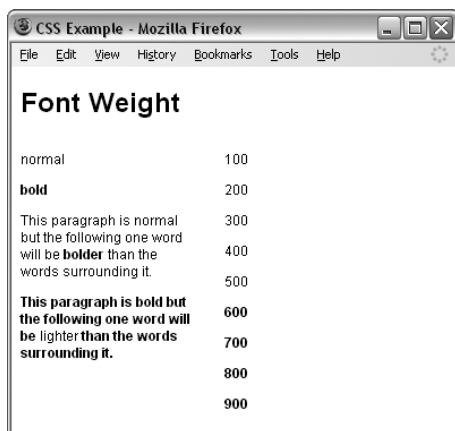 CSS Example - Mozilla Firefox
File Edit View History Bookmarks Tools Help
Font Weight
normal
bold
This paragraph is normal
but the following one word
will be bolder than the
words surrounding it.
This paragraph is bold but
the following one word will
be lighter than the words
surrounding it.
100
200
300
400
500
600
700
800
900